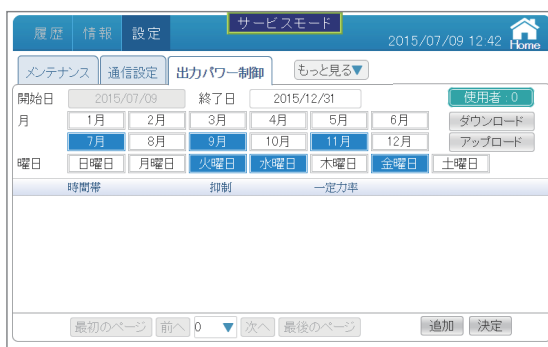 サービスモード
履歴 情報 設定 2015/07/09 12:42 Home
メンテナンス 通信設定 出力パワー制御 もっと見る▼
開始日 2015/07/09 終了日 2015/12/31 使用者:0
月 1月 2月 3月 4月 5月 6月 ダウンロード
7月 8月 9月 10月 11月 12月 アップロード
曜日 日曜日 月曜日 火曜日 水曜日 木曜日 金曜日 土曜日
時間帯 抑制 一定力率
最初のページ 前へ 0 ▼ 次へ 最後のページ 追加 決定